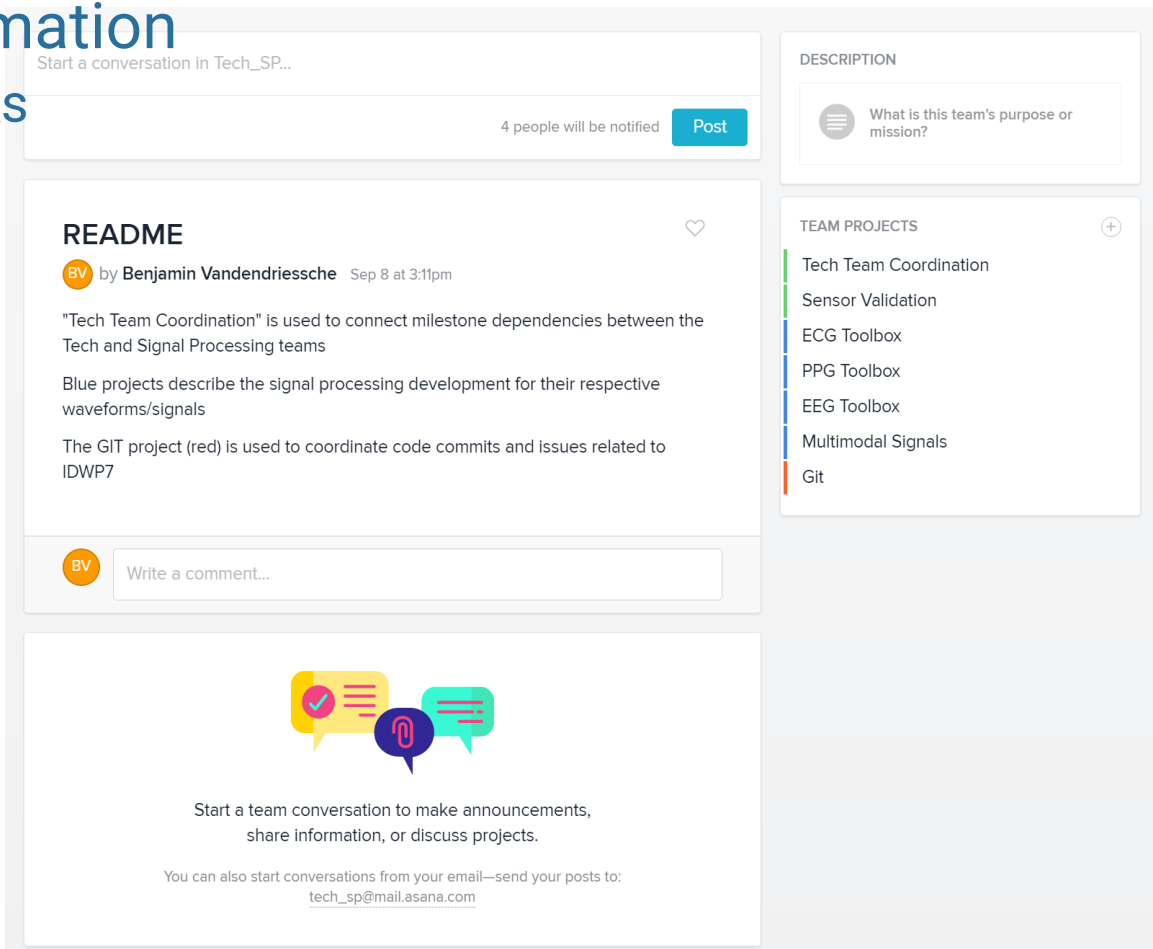 mation
Start a conversation in Tech_SP...
s
4 people will be notified
Post
README
BV by Benjamin Vandendriessche Sep 8 at 3:11pm
"Tech Team Coordination" is used to connect milestone dependencies between the
Tech and Signal Processing teams
Blue projects describe the signal processing development for their respective
waveforms/signals
The GIT project (red) is used to coordinate code commits and issues related to
IDWP7
BV
Write a comment...
Start a team conversation to make announcements,
share information, or discuss projects.
You can also start conversations from your email—send your posts to:
tech_sp@mail.asana.com
DESCRIPTION
What is this team's purpose or
mission?
TEAM PROJECTS
Tech Team Coordination
Sensor Validation
ECG Toolbox
PPG Toolbox
EEG Toolbox
Multimodal Signals
Git